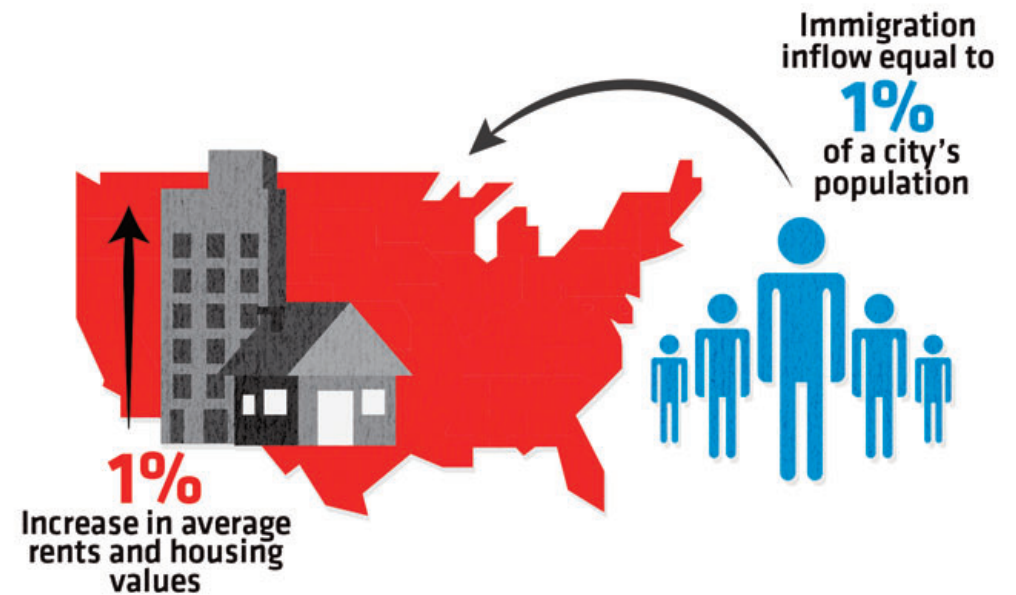 Immigration
inflow equal to
1%
of a city's
population
1%
Increase in average
rents and housing
values